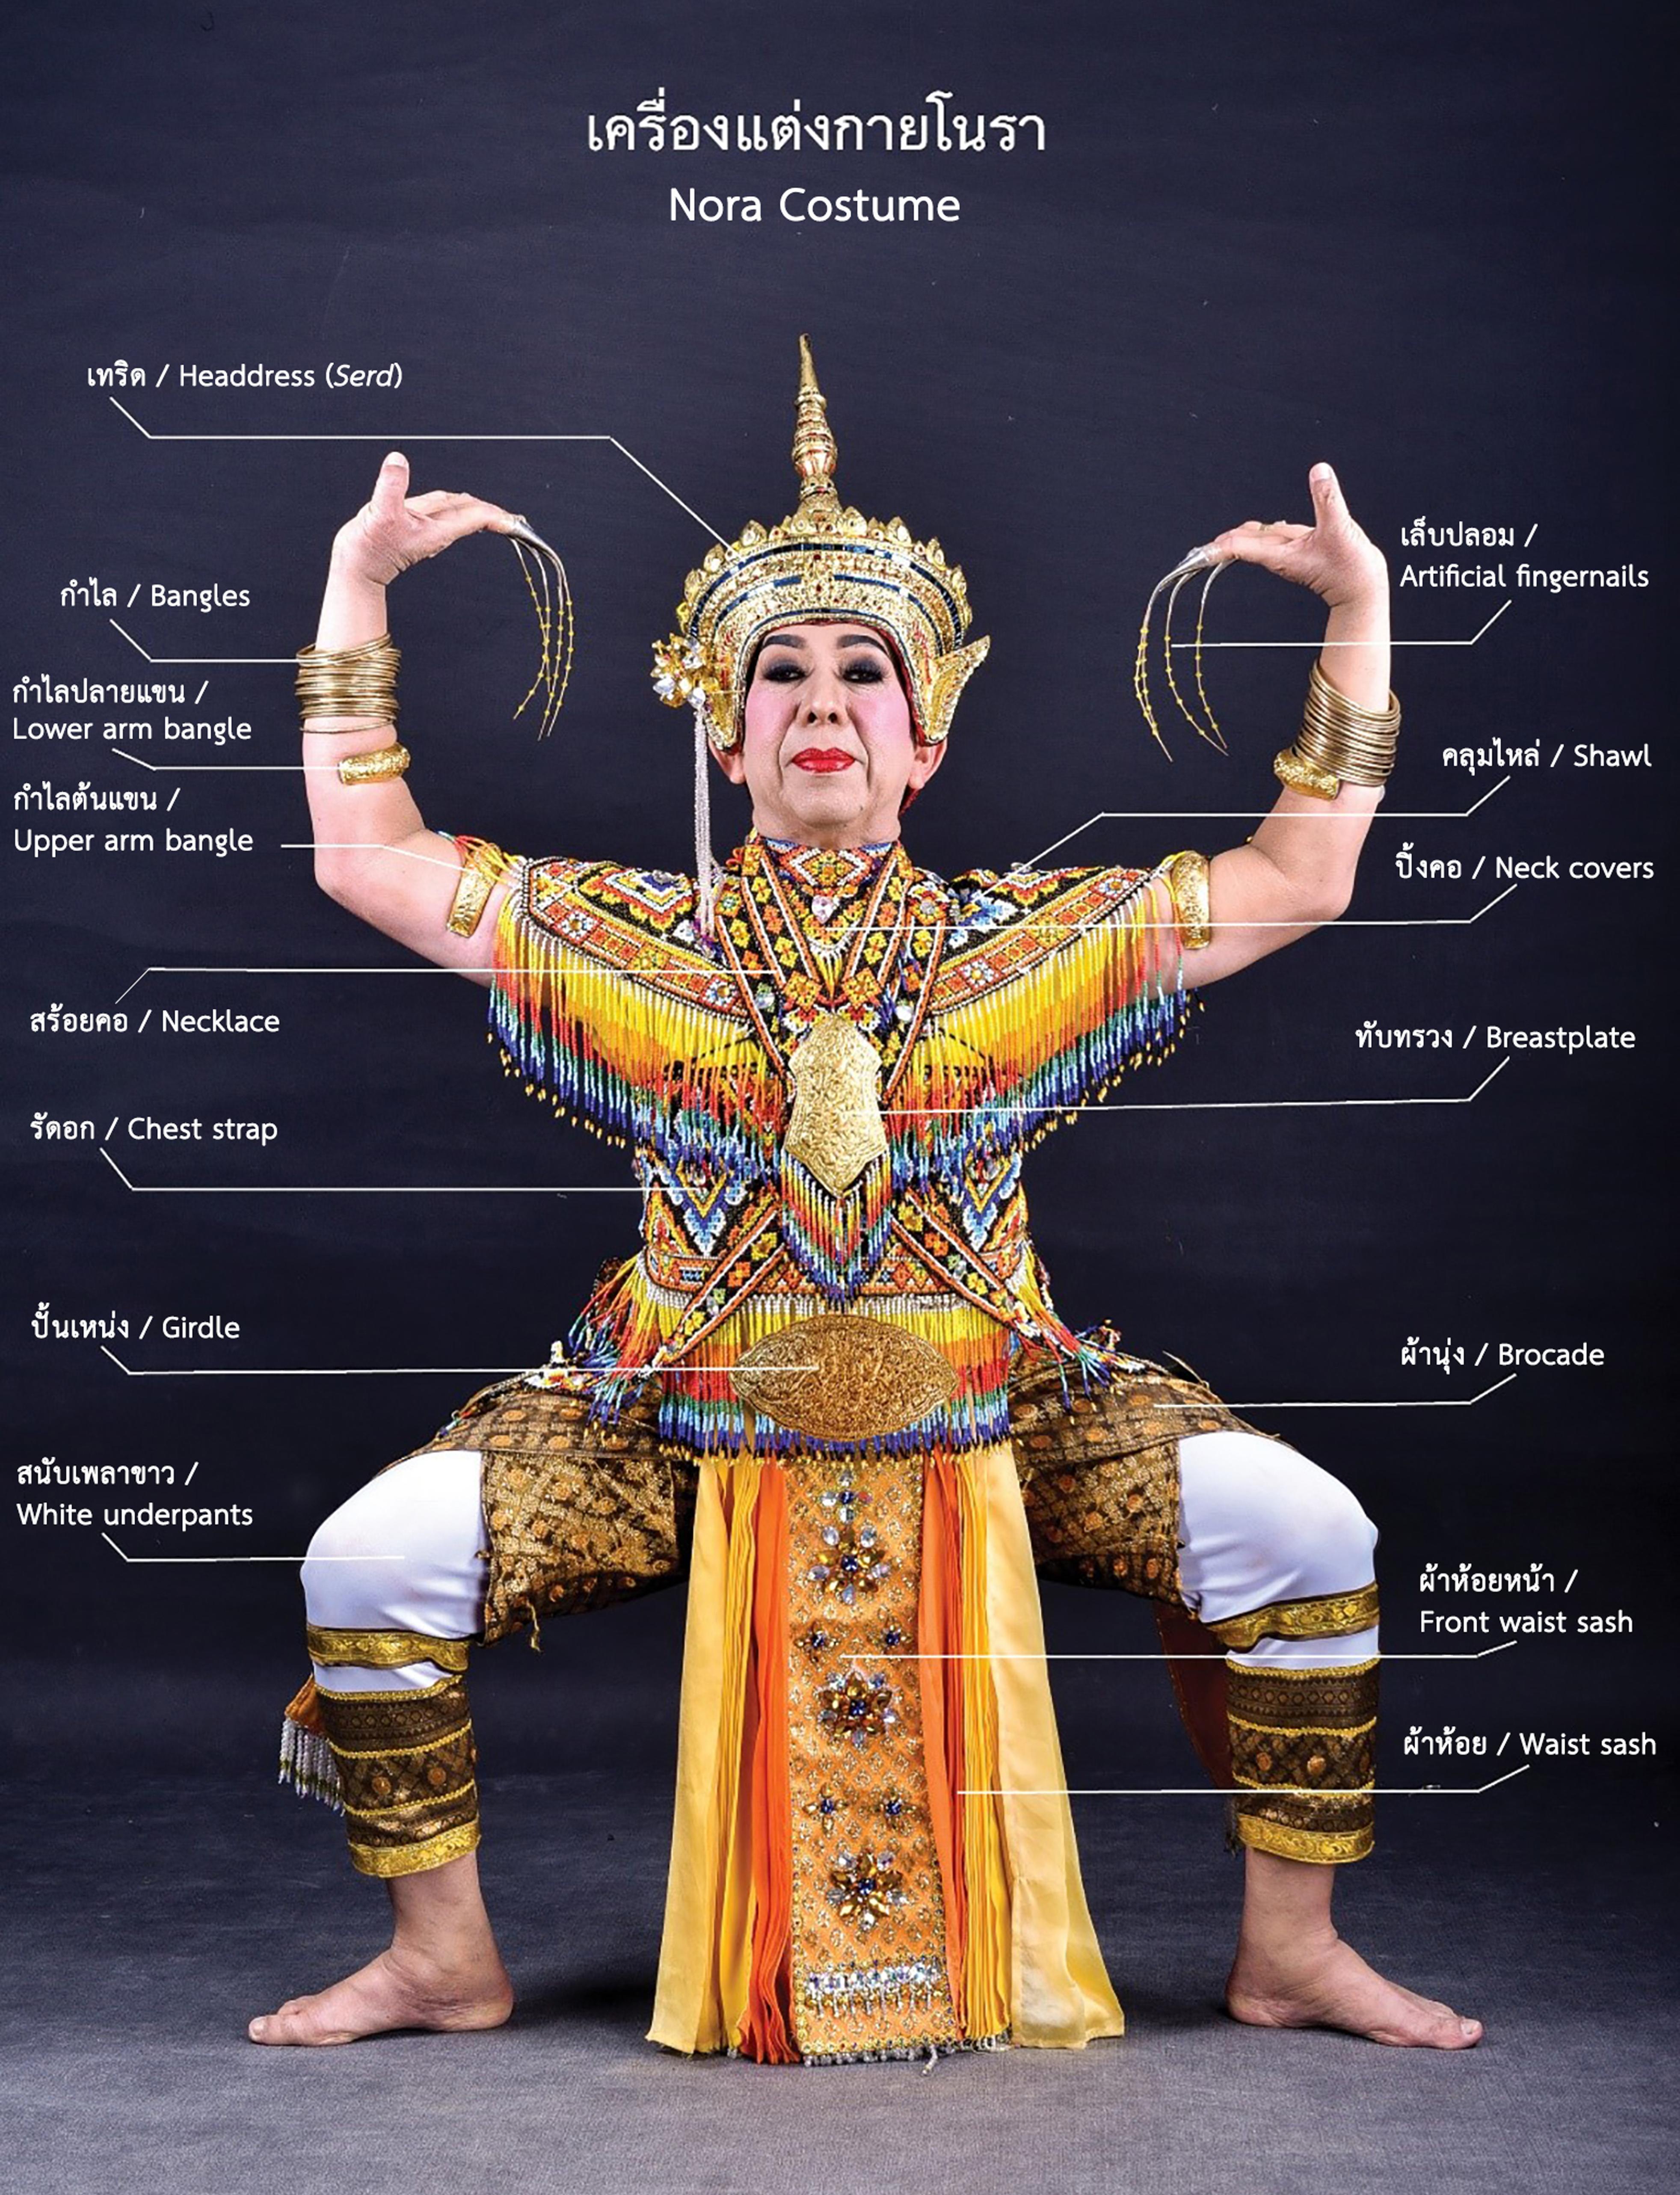 เครื่องแต่งกายโนรา
Nora Costume
เทริด / Headdress (Serd)
กำไล / Bangles
กำไลปลายแขน /
Lower arm bangle
กำไลต้นแขน /
Upper arm bangle
สร้อยคอ / Necklace
รัดอก / Chest strap
ปั้นเหน่ง / Girdle
สนับเพลาขาว /
White underpants
เล็บปลอม /
Artificial fingernails
คลุมไหล่ / Shawl
ปิ้งคอ / Neck covers
ทับทรวง / Breastplate
ผ้านุ่ง / Brocade
ผ้าห้อยหน้า /
Front waist sash
ผ้าห้อย / Waist sash